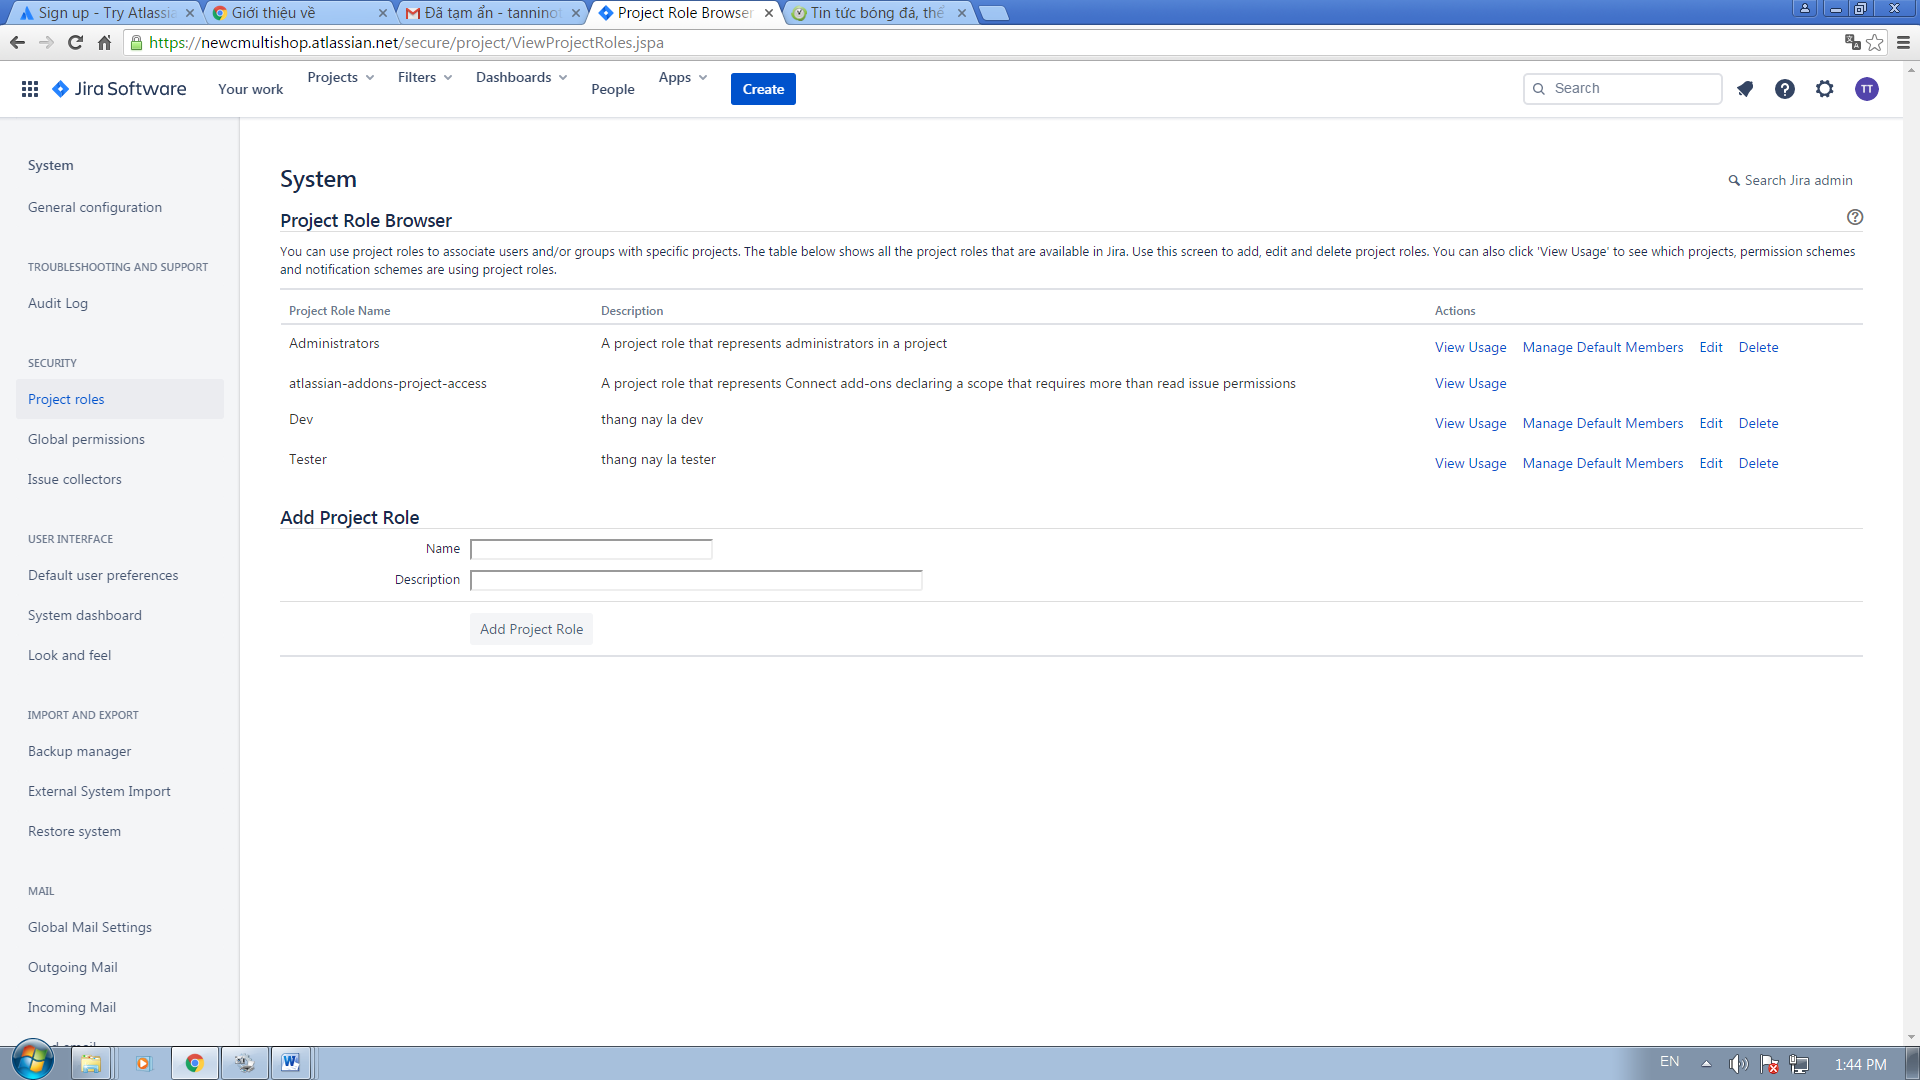 Sign up - Try Atlassia
Giới thiệu về
Đã tạm ẩn - tanninot
Project Role Browser
Tin tức bóng đá, thể
https://newcmultishop.atlassian.net/secure/project/ViewProjectRoles.jspa
Jira Software
Your work
Projects
Filters
Dashboards
People
Apps
Create
Search
TT
System
General configuration
TROUBLESHOOTING AND SUPPORT
Audit Log
SECURITY
Project roles
Global permissions
Issue collectors
USER INTERFACE
Default user preferences
System dashboard
Look and feel
IMPORT AND EXPORT
Backup manager
External System Import
Restore system
MAIL
Global Mail Settings
Outgoing Mail
Incoming Mail
System
Search Jira admin
Project Role Browser
You can use project roles to associate users and/or groups with specific projects. The table below shows all the project roles that are available in Jira. Use this screen to add, edit and delete project roles. You can also click 'View Usage' to see which projects, permission schemes
and notification schemes are using project roles.
Project Role Name Description Actions
Administrators A project role that represents administrators in a project View Usage Manage Default Members Edit Delete
atlassian-addons-project-access A project role that represents Connect add-ons declaring a scope that requires more than read issue permissions View Usage
Dev thang nay la dev View Usage Manage Default Members Edit Delete
Tester thang nay la tester View Usage Manage Default Members Edit Delete
Add Project Role
Name
Description
Add Project Role
EN
1:44 PM